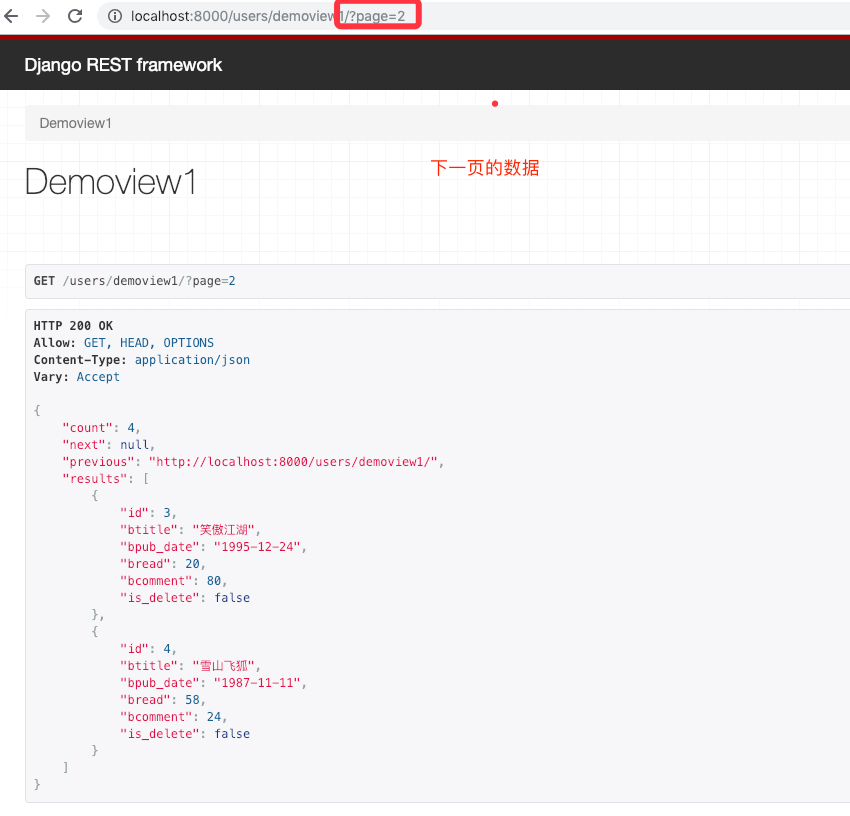 localhost:8000/users/demoview1/?page=2
Django REST framework
Demoview1
下一页的数据
Demoview1
GET /users/demoview1/?page=2
HTTP 200 OK
Allow: GET, HEAD, OPTIONS
Content-Type: application/json
Vary: Accept
{
    "count": 4,
    "next": null,
    "previous": "http://localhost:8000/users/demoview1/",
    "results": [
        {
            "id": 3,
            "btitle": "笑傲江湖",
            "bpub_date": "1995-12-24",
            "bread": 20,
            "bcomment": 80,
            "is_delete": false
        },
        {
            "id": 4,
            "btitle": "雪山飞狐",
            "bpub_date": "1987-11-11",
            "bread": 58,
            "bcomment": 24,
            "is_delete": false
        }
    ]
}